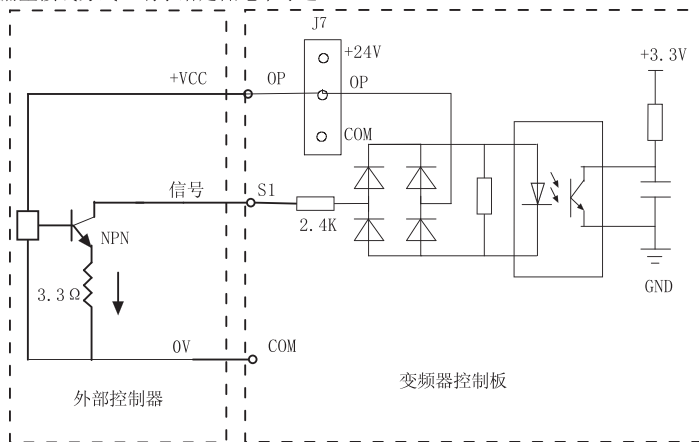 J7
+24V
+3.3V
+VCC
OP
OP
COM
信号
S1
2.4K
NPN
3.3Ω
GND
0V
COM
变频器控制板
外部控制器